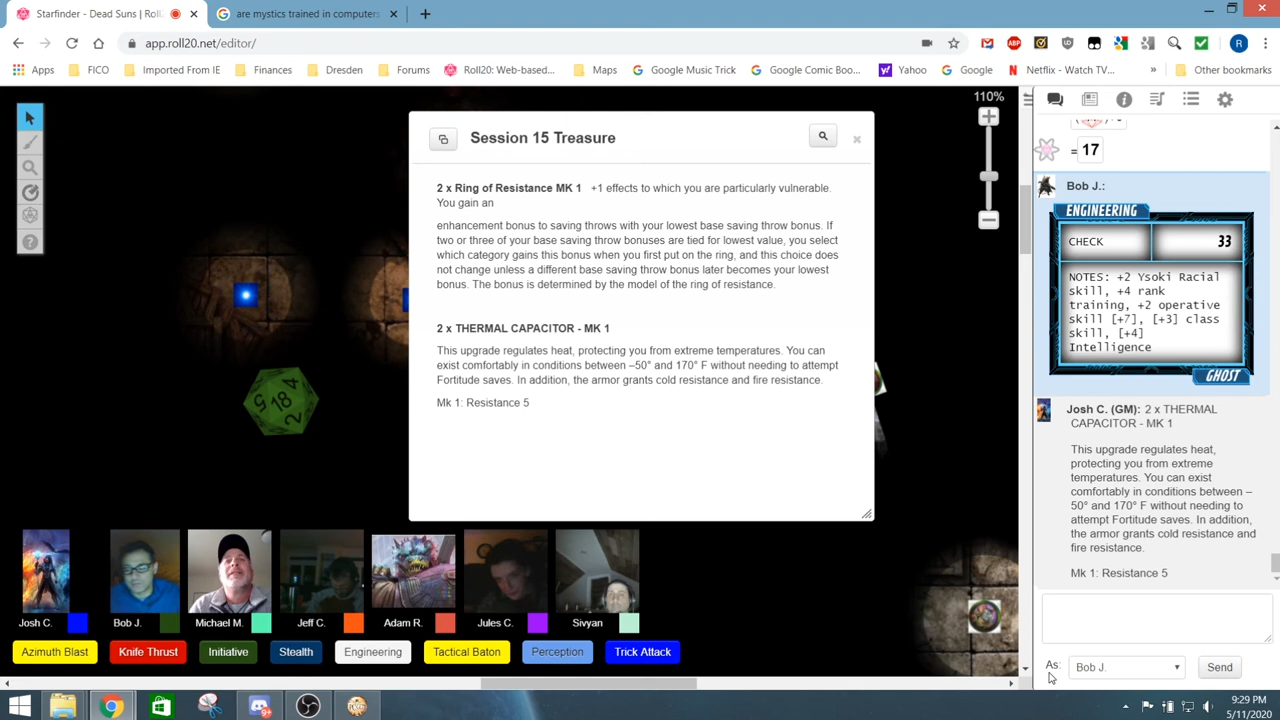 Starfinder - Dead Suns | Roll
are mystics trained in computers
app.roll20.net/editor/
Apps
FICO
Imported From IE
Finances
Dresden
Forums
Roll20: Web-based...
Maps
Google Music Trick
Google Comic Boo...
Yahoo
Google
Netflix - Watch TV...
»
Other bookmarks
110%
Session 15 Treasure
2 x Ring of Resistance MK 1 +1 effects to which you are particularly vulnerable.
You gain an
enhancement bonus to saving throws with your lowest base saving throw bonus. If
two or three of your base saving throw bonuses are tied for lowest value, you select
which category gains this bonus when you first put on the ring, and this choice does
not change unless a different base saving throw bonus later becomes your lowest
bonus. The bonus is determined by the model of the ring of resistance.
2 x THERMAL CAPACITOR - MK 1
This upgrade regulates heat, protecting you from extreme temperatures. You can
exist comfortably in conditions between –50° and 170° F without needing to attempt
Fortitude saves. In addition, the armor grants cold resistance and fire resistance.
Mk 1: Resistance 5
4
5 18
2
= 17
Bob J.:
ENGINEERING
CHECK 33
NOTES: +2 Ysoki Racial
skill, +4 rank
training, +2 operative
skill [+7], [+3] class
skill, [+4]
Intelligence
GHOST
Josh C. (GM): 2 x THERMAL
CAPACITOR - MK 1
This upgrade regulates heat,
protecting you from extreme
temperatures. You can exist
comfortably in conditions between –
50° and 170° F without needing to
attempt Fortitude saves. In addition,
the armor grants cold resistance and
fire resistance.
Mk 1: Resistance 5
As: Bob J. Send
Josh C. Bob J. Michael M. Jeff C. Adam R. Jules C. Sivyan
Azimuth Blast Knife Thrust Initiative Stealth Engineering Tactical Baton Perception Trick Attack
9:29 PM
5/11/2020